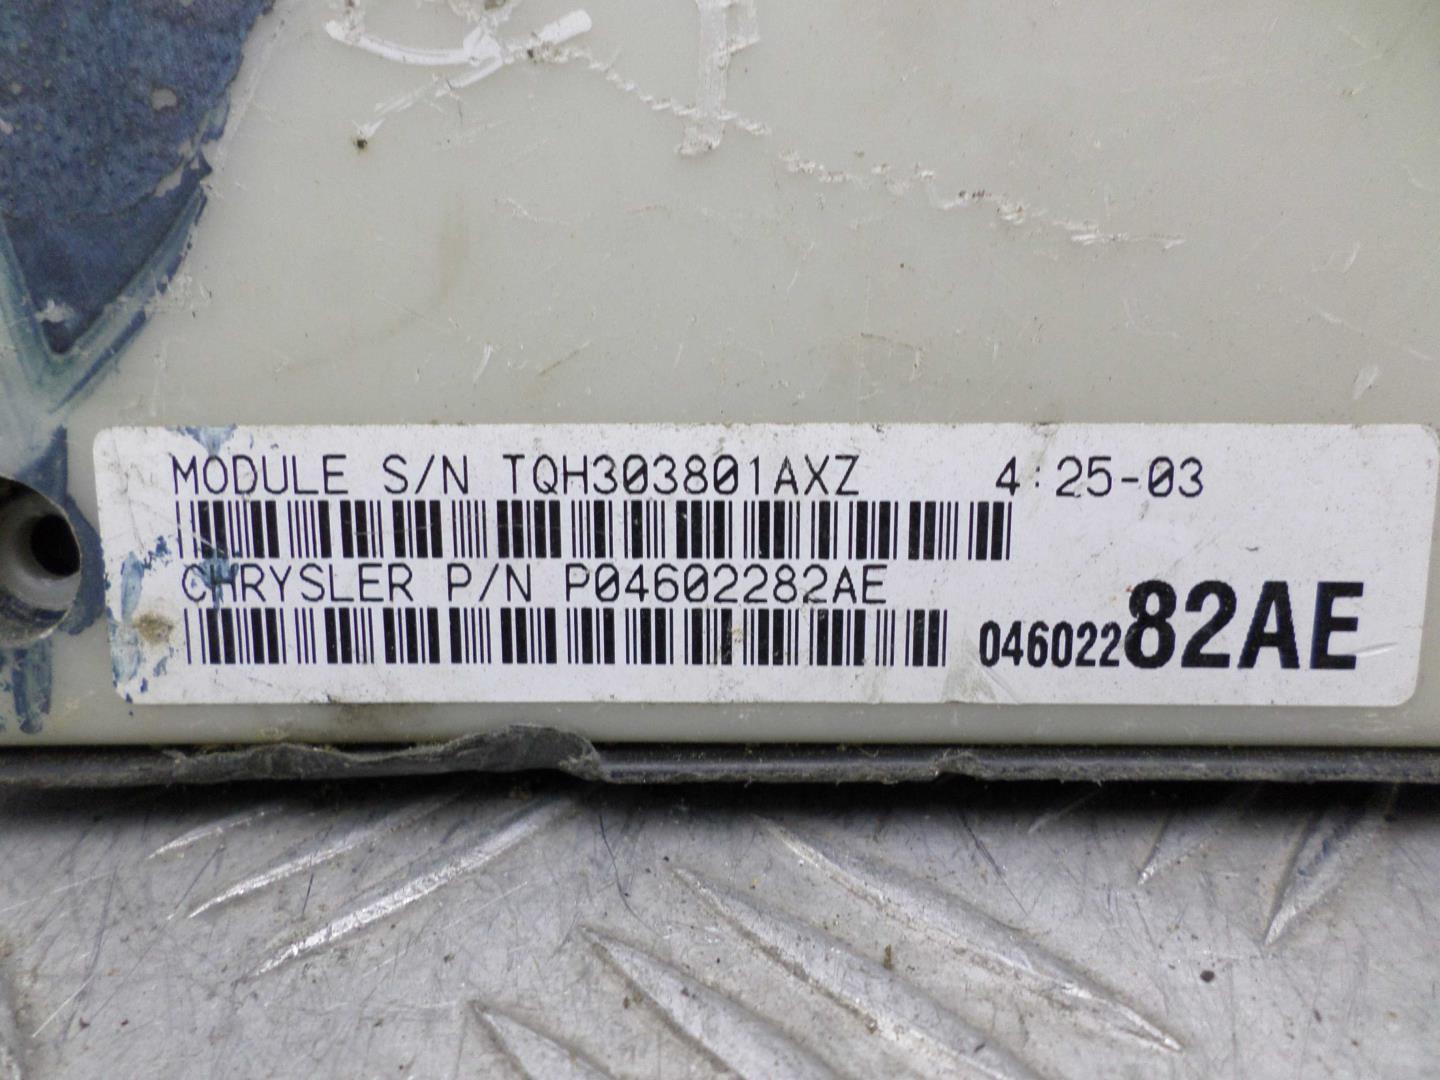 MODULE S/N TQH303801AXZ 4:25-03
CHRYSLER P/N P04602282AE
04602282AE